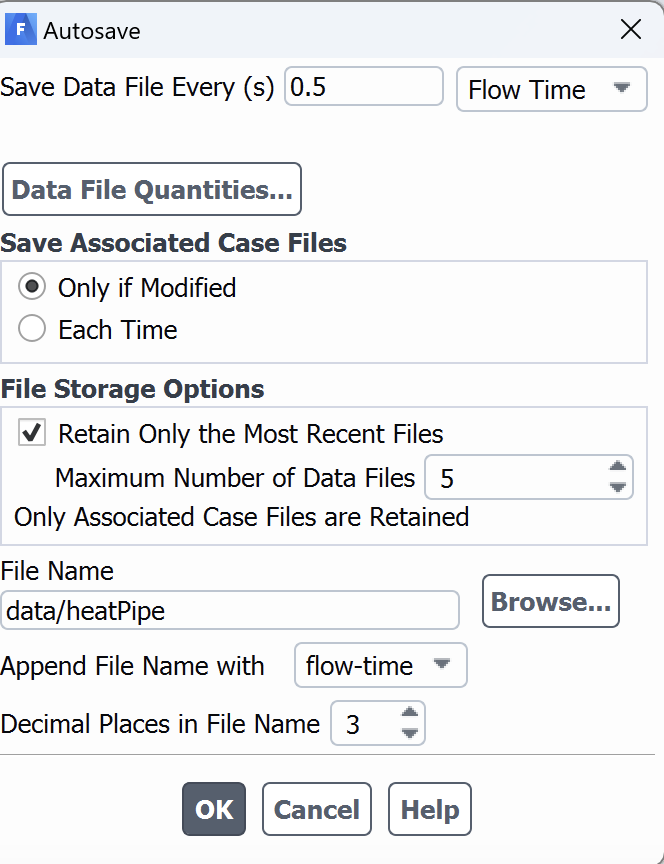 F Autosave
Save Data File Every (s) 0.5 Flow Time
Data File Quantities...
Save Associated Case Files
Only if Modified
Each Time
File Storage Options
Retain Only the Most Recent Files
Maximum Number of Data Files 5
Only Associated Case Files are Retained
File Name
data/heatPipe Browse...
Append File Name with flow-time
Decimal Places in File Name 3
OK Cancel Help